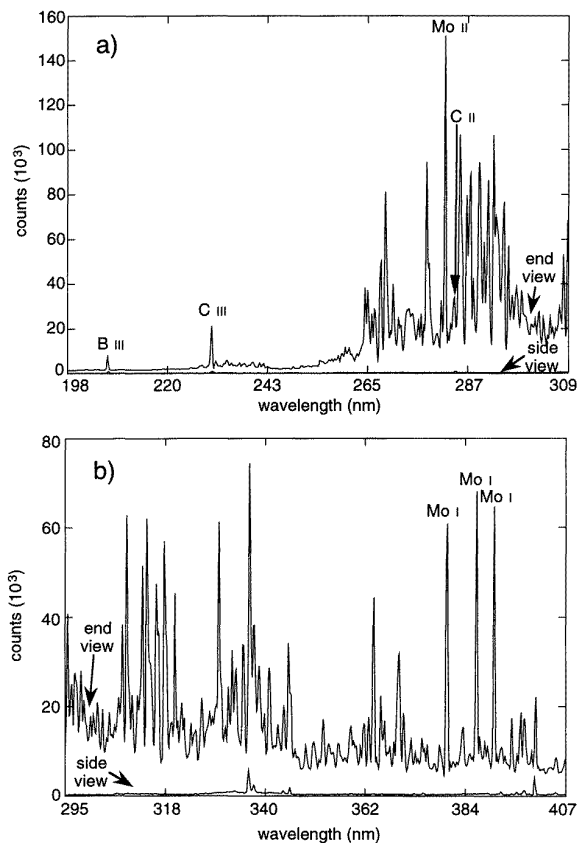 a)
160
140
120
100
80
60
40
20
0
counts (10³)
Mo II
C II
C III
B III
end view
side view
198 220 243 265 287 309
wavelength (nm)
b)
80
60
40
20
0
counts (10³)
Mo I
Mo I
Mo I
end view
side view
295 318 340 362 384 407
wavelength (nm)